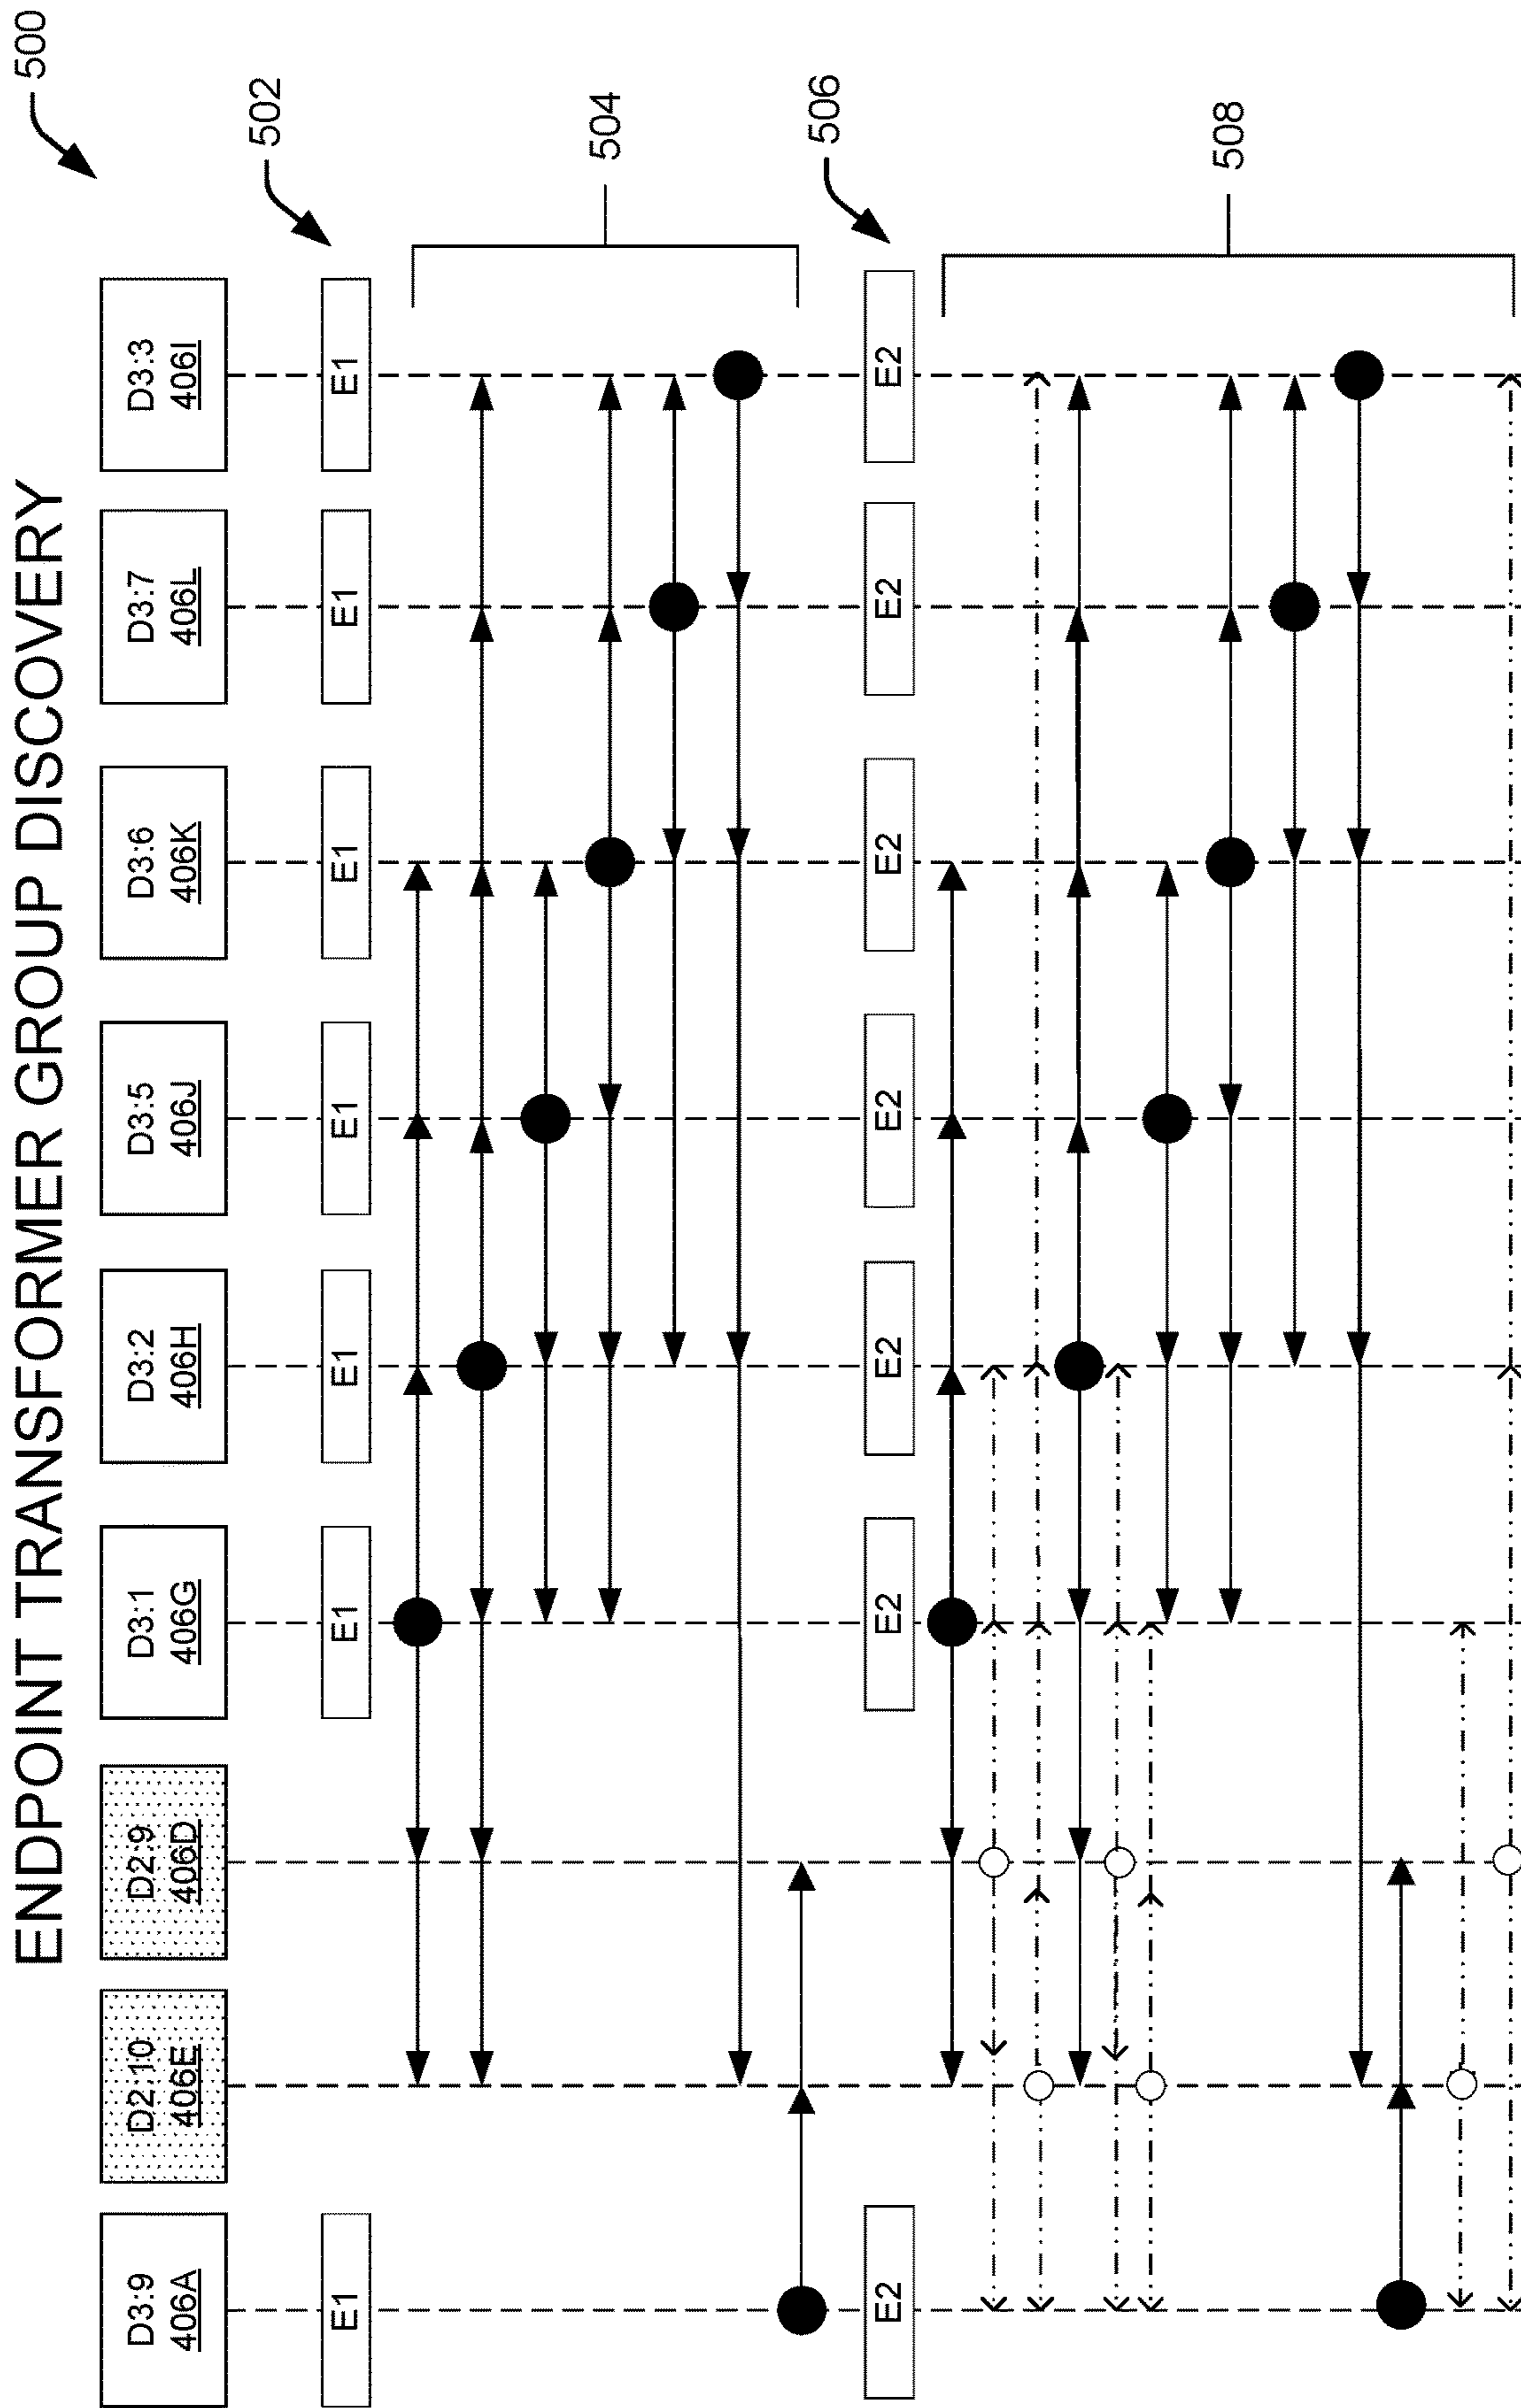 ENDPOINT TRANSFORMER GROUP DISCOVERY
500
D3:9
406A
D2:10
406E
D2:9
406D
D3:1
406G
D3:2
406H
D3:5
406J
D3:6
406K
D3:7
406L
D3:3
406I
502
E1
E1
E1
E1
E1
E1
E1
504
506
E2
E2
E2
E2
E2
E2
E2
508